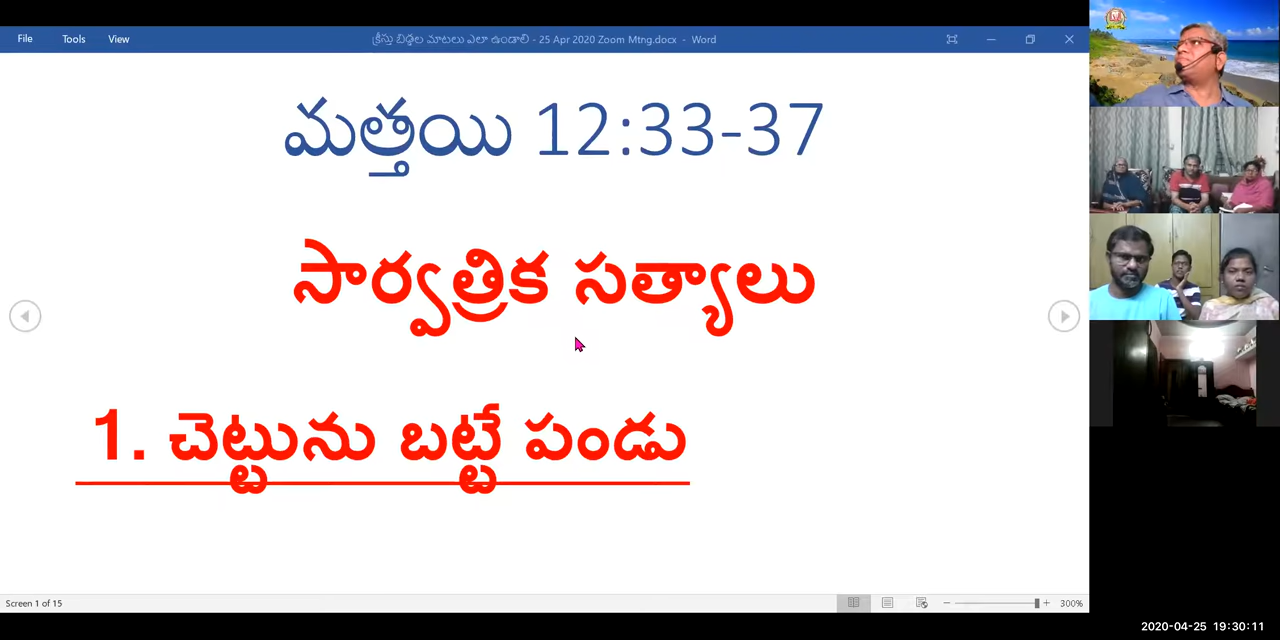 File Tools View క్రీస్తు బిడ్డల మాటలు ఎలా ఉండాలి - 25 Apr 2020 Zoom Mtng.docx - Word
మత్తయి 12:33-37
సార్వత్రిక సత్యాలు
1. చెట్టును బట్టే పండు
Screen 1 of 15 300%
2020-04-25 19:30:11